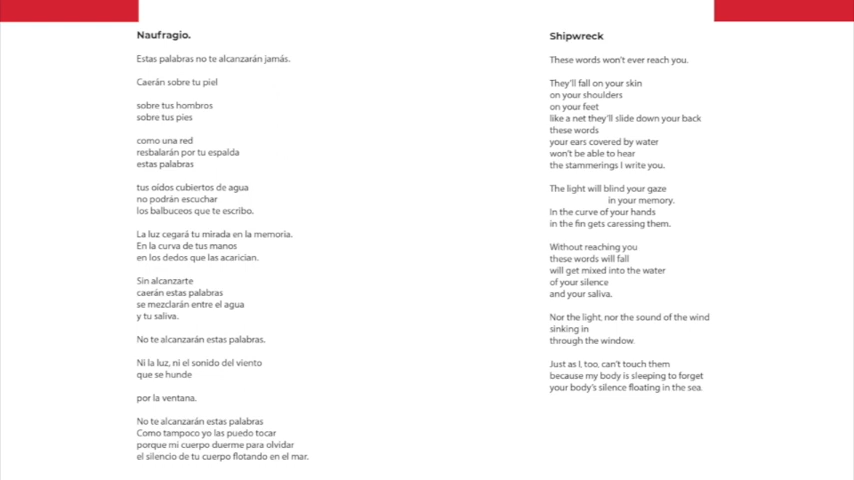 Naufragio.
Estas palabras no te alcanzarán jamás.
Caerán sobre tu piel
sobre tus hombros
sobre tus pies
como una red
resbalarán por tu espalda
estas palabras
tus oídos cubiertos de agua
no podrán escuchar
los balbuceos que te escribo.
La luz cegará tu mirada en la memoria.
En la curva de tus manos
en los dedos que las acarician.
Sin alcanzarte
caerán estas palabras
se mezclarán entre el agua
y tu saliva.
No te alcanzarán estas palabras.
Ni la luz, ni el sonido del viento
que se hunde
por la ventana.
No te alcanzarán estas palabras
Como tampoco yo las puedo tocar
porque mi cuerpo duerme para olvidar
el silencio de tu cuerpo flotando en el mar.
Shipwreck
These words won't ever reach you.
They'll fall on your skin
on your shoulders
on your feet
like a net they'll slide down your back
these words
your ears covered by water
won't be able to hear
the stammerings I write you.
The light will blind your gaze
in your memory.
In the curve of your hands
in the fin gets caressing them.
Without reaching you
these words will fall
will get mixed into the water
of your silence
and your saliva.
Nor the light, nor the sound of the wind
sinking in
through the window.
Just as I, too, can't touch them
because my body is sleeping to forget
your body's silence floating in the sea.